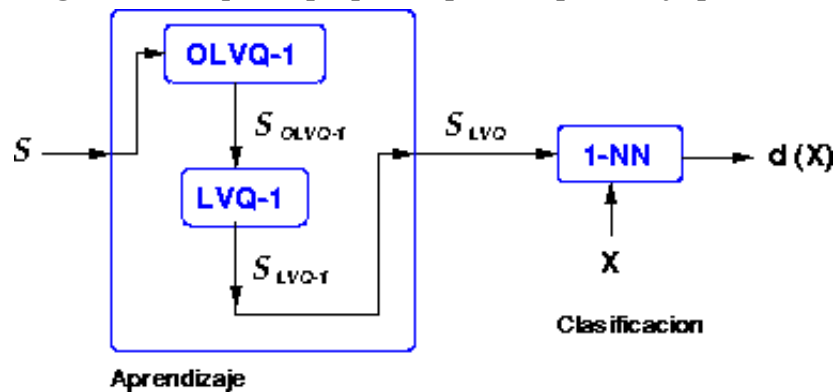 OLVQ-1
S
S OLVQ-1
S LVQ
1-NN
d (X)
LVQ-1
X
S LVQ-1
Clasificacion
Aprendizaje